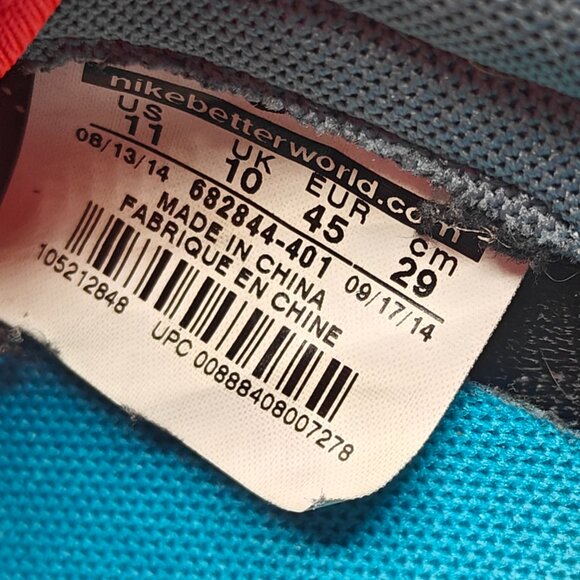 nikebetterworld.com
US UK EUR cm
11 10 45 29
08/13/14 682844-401 09/17/14
MADE IN CHINA
FABRIQUE EN CHINE
105212848
UPC 00888408007278